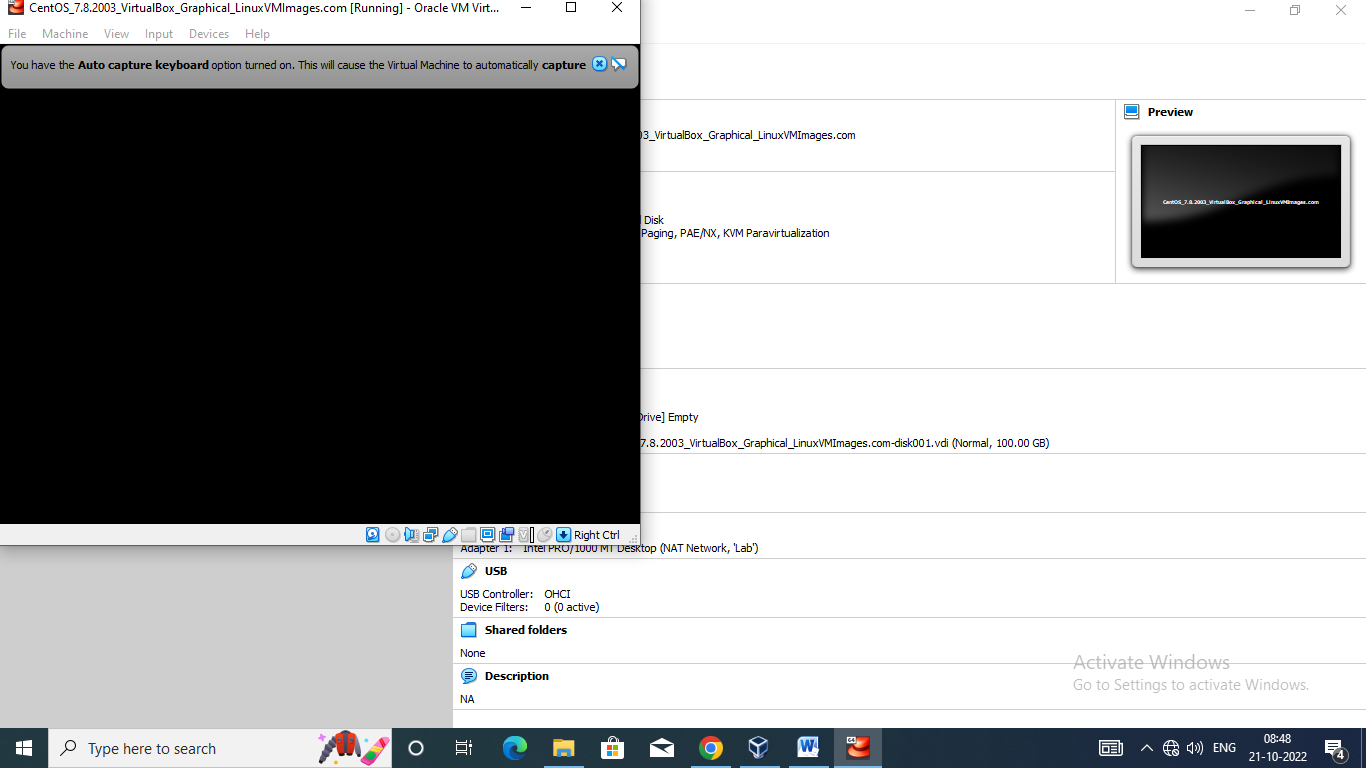 CentOS_7.8.2003_VirtualBox_Graphical_LinuxVMImages.com [Running] - Oracle VM Virt...
File Machine View Input Devices Help
You have the Auto capture keyboard option turned on. This will cause the Virtual Machine to automatically capture
03_VirtualBox_Graphical_LinuxVMImages.com
Disk
Paging, PAE/NX, KVM Paravirtualization
Preview
CentOS_7.8.2003_VirtualBox_Graphical_LinuxVMImages.com
Drive] Empty
7.8.2003_VirtualBox_Graphical_LinuxVMImages.com-disk001.vdi (Normal, 100.00 GB)
Right Ctrl
Adapter 1: Intel PRO/1000 MT Desktop (NAT Network, 'Lab')
USB
USB Controller: OHCI
Device Filters: 0 (0 active)
Shared folders
None
Description
NA
Activate Windows
Go to Settings to activate Windows.
Type here to search
ENG
08:48
21-10-2022
4